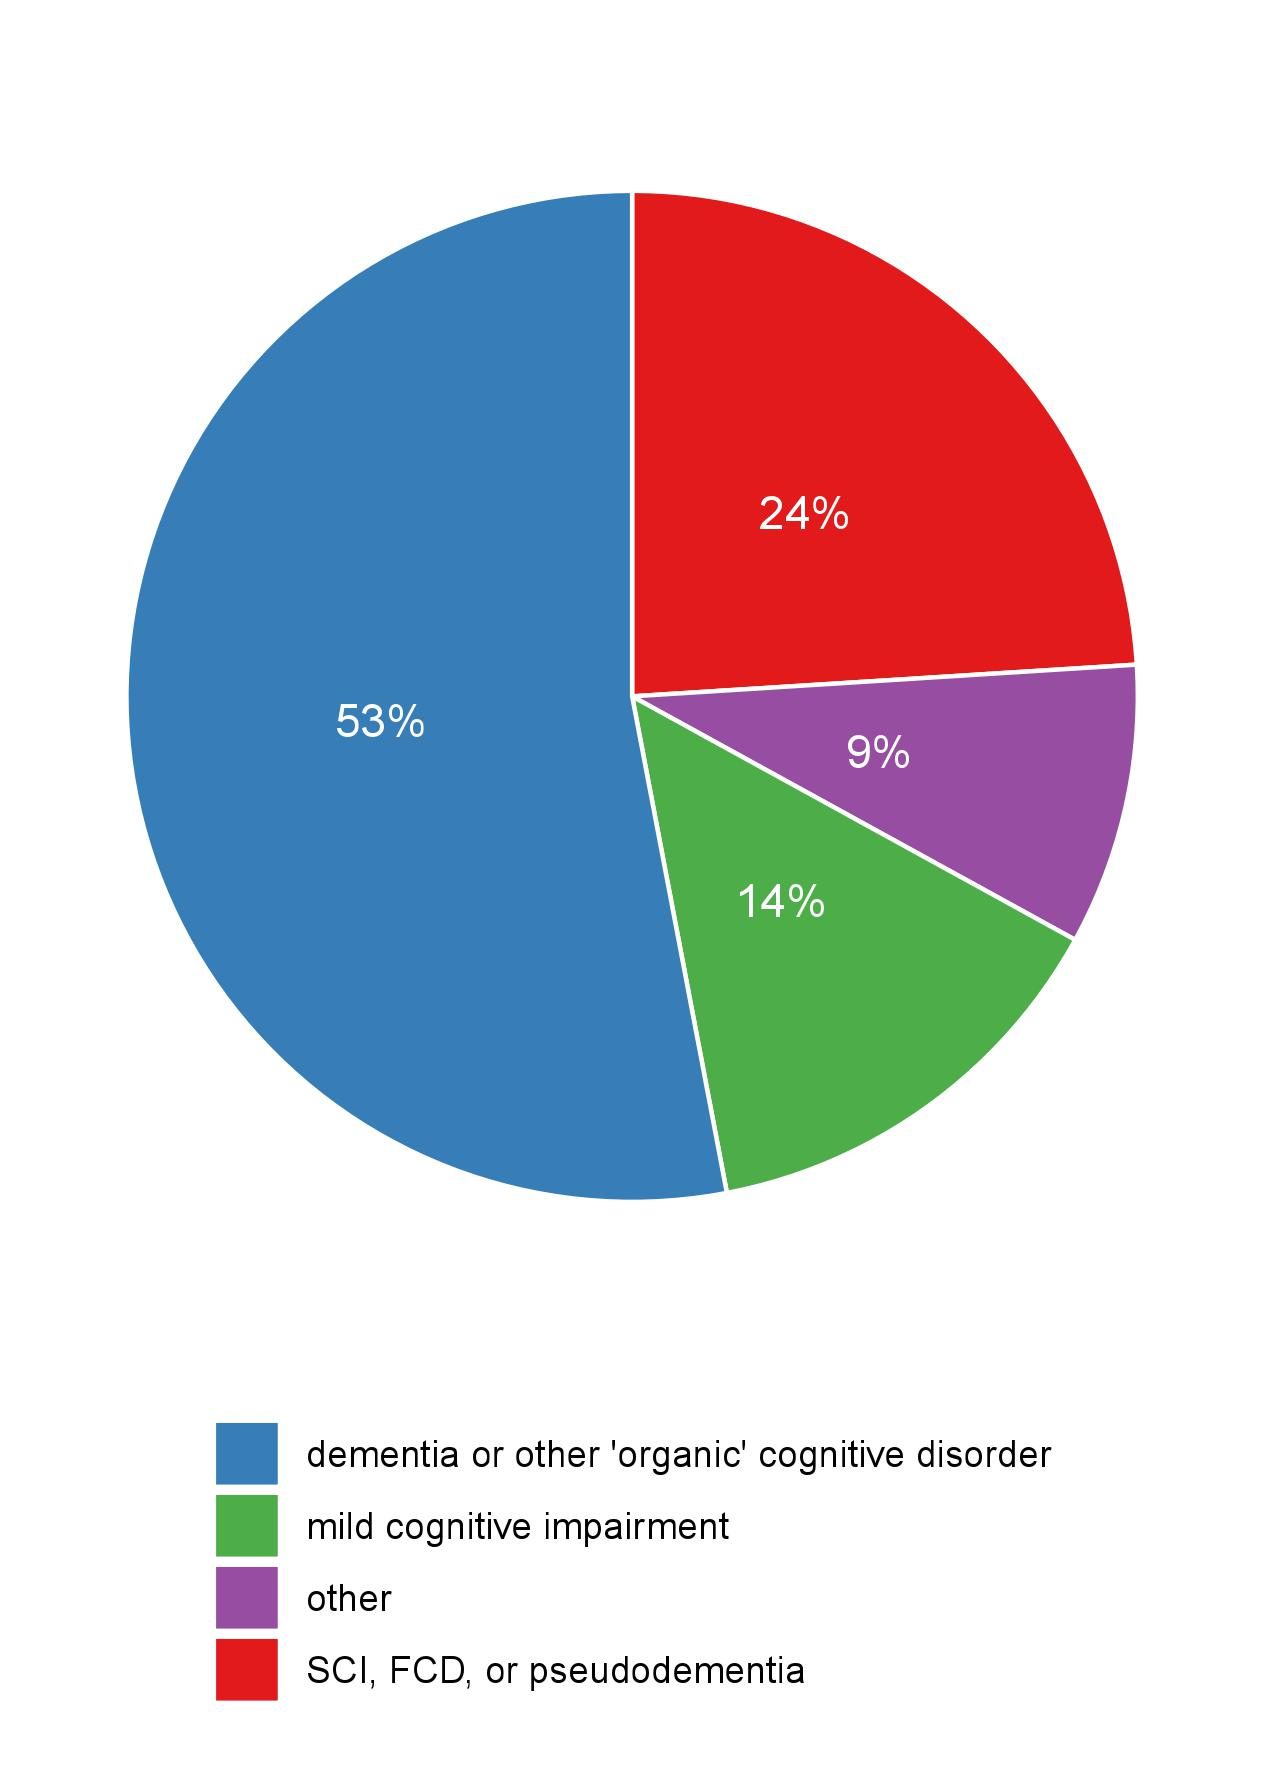 24%
53%
9%
14%
dementia or other 'organic' cognitive disorder
mild cognitive impairment
other
SCI, FCD, or pseudodementia